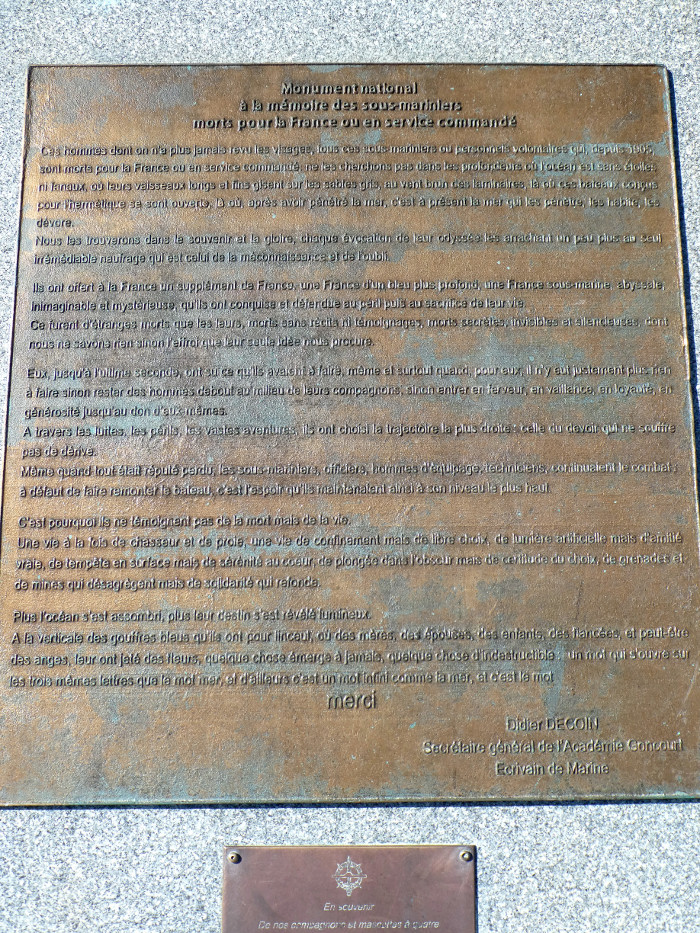 Monument national
à la mémoire des sous-mariniers
morts pour la France ou en service commandé
Ces hommes dont on n'a plus jamais revu les visages, tous ces sous-mariniers ou personnels volontaires qui, depuis 1905,
sont morts pour la France ou en service commandé, ne les cherchons pas dans les profondeurs où l'océan est sans étoiles
ni fanaux, où leurs vaisseaux longs et fins gisent sur les sables gris, au vent brun des laminaires, là où ces bateaux conçus
pour l'hermétique se sont ouverts, là où, après avoir pénétré la mer, c'est à présent la mer qui les pénètre, les habite, les
dévore.
Nous les trouverons dans le souvenir et la gloire, chaque évocation de leur odyssée les arrachant un peu plus au seul
irrémédiable naufrage qui est celui de la méconnaissance et de l'oubli.
Ils ont offert à la France un supplément de France, une France d'un bleu plus profond, une France sous-marine, abyssale,
inimaginable et mystérieuse, qu'ils ont conquise et défendue au péril puis au sacrifice de leur vie.
Ce furent d'étranges morts que les leurs, morts sans récits ni témoignages, morts secrètes, invisibles et silencieuses, dont
nous ne savons rien sinon l'effroi que leur seule idée nous procure.
Eux, jusqu'à l'ultime seconde, ont su ce qu'ils avaient à faire, même et surtout quand, pour eux, il n'y eut justement plus rien
à faire sinon rester des hommes debout au milieu de leurs compagnons, sinon entrer en ferveur, en vaillance, en loyauté, en
générosité jusqu'au don d'eux-mêmes.
A travers les luttes, les périls, les vastes aventures, ils ont choisi la trajectoire la plus droite : celle du devoir qui ne souffre
pas de dérive.
Même quand tout était réputé perdu, les sous-mariniers, officiers, hommes d'équipage, techniciens, continuaient le combat :
à défaut de faire remonter le bateau, c'est l'espoir qu'ils maintenaient ainsi à son niveau le plus haut.
C'est pourquoi ils ne témoignent pas de la mort mais de la vie.
Une vie à la fois de chasseur et de proie, une vie de confinement mais de libre choix, de lumière artificielle mais d'amitié
vraie, de tempête en surface mais de sérénité au coeur, de plongée dans l'obscur mais de certitude du choix, de grenades et
de mines qui désagrègent mais de solidarité qui refonde.
Plus l'océan s'est assombri, plus leur destin s'est révélé lumineux.
A la verticale des gouffres bleus qu'ils ont pour linceul, où des mères, des épouses, des enfants, des fiancées, et peut-être
des anges, leur ont jeté des fleurs, quelque chose émerge à jamais, quelque chose d'indestructible : un mot qui s'ouvre sur
les trois mêmes lettres que le mot mer, et d'ailleurs c'est un mot infini comme la mer, et c'est le mot
merci
Didier DECOIN
Secrétaire général de l'Académie Goncourt
Ecrivain de Marine
En souvenir
De nos compagnons et mascottes à quatre